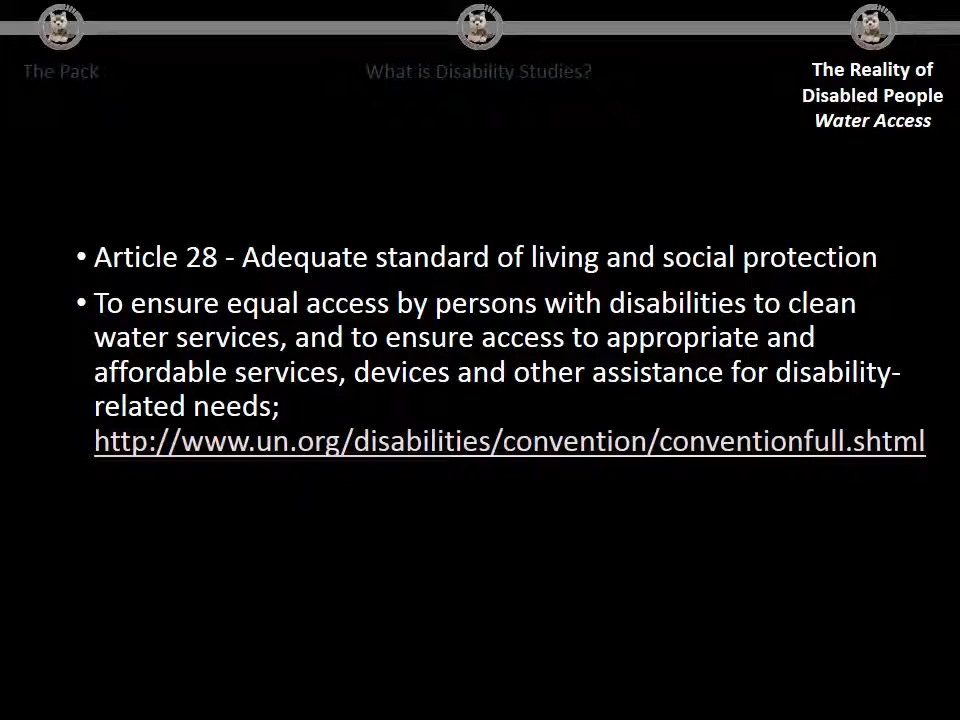 The Pack
What is Disability Studies?
The Reality of
Disabled People
Water Access
• Article 28 - Adequate standard of living and social protection
• To ensure equal access by persons with disabilities to clean
water services, and to ensure access to appropriate and
affordable services, devices and other assistance for disability-
related needs;
http://www.un.org/disabilities/convention/conventionfull.shtml